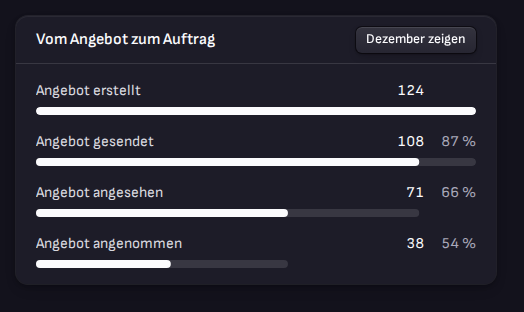 Vom Angebot zum Auftrag Dezember zeigen
Angebot erstellt 124
Angebot gesendet 108 87 %
Angebot angesehen 71 66 %
Angebot angenommen 38 54 %